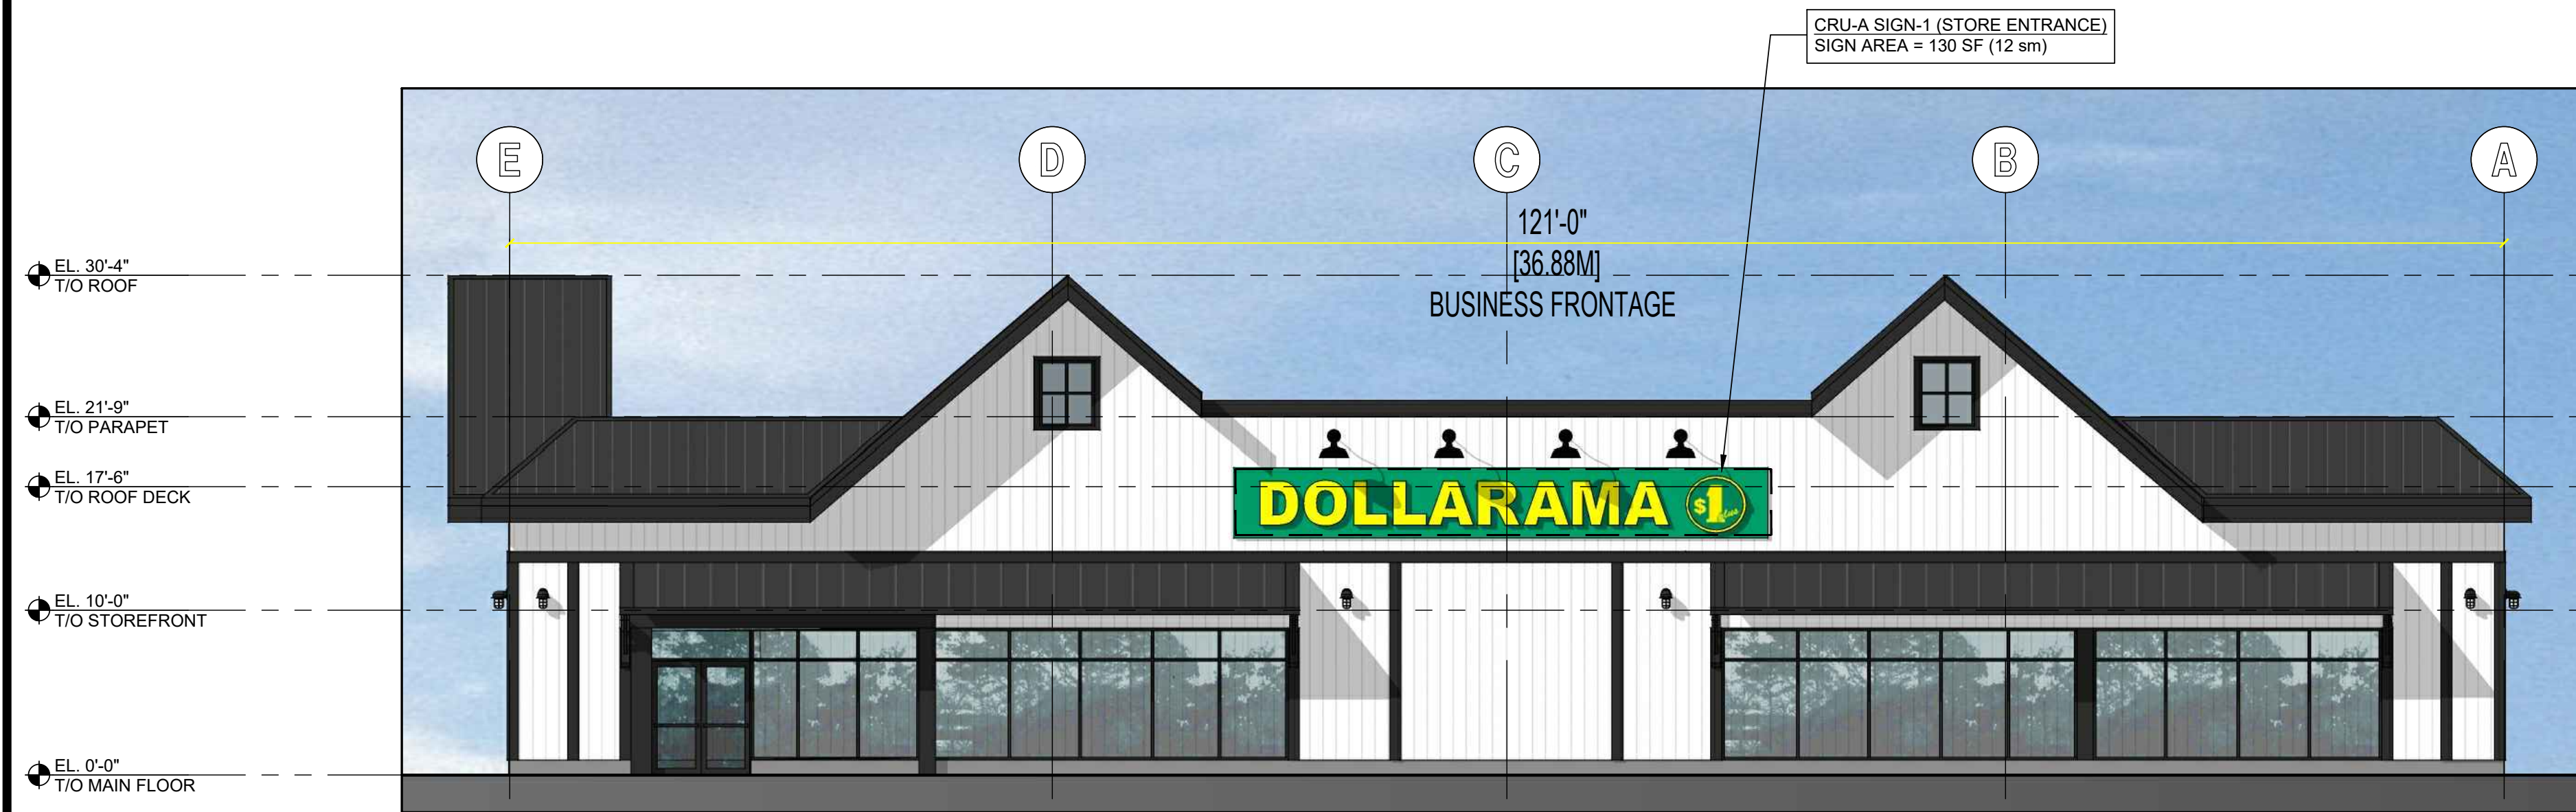 CRU-A SIGN-1 (STORE ENTRANCE)
SIGN AREA = 130 SF (12 sm)
E
D
C
B
A
121'-0"
[36.88M]
BUSINESS FRONTAGE
EL. 30'-4"
T/O ROOF
EL. 21'-9"
T/O PARAPET
EL. 17'-6"
T/O ROOF DECK
DOLLARAMA $1 plus
EL. 10'-0"
T/O STOREFRONT
EL. 0'-0"
T/O MAIN FLOOR